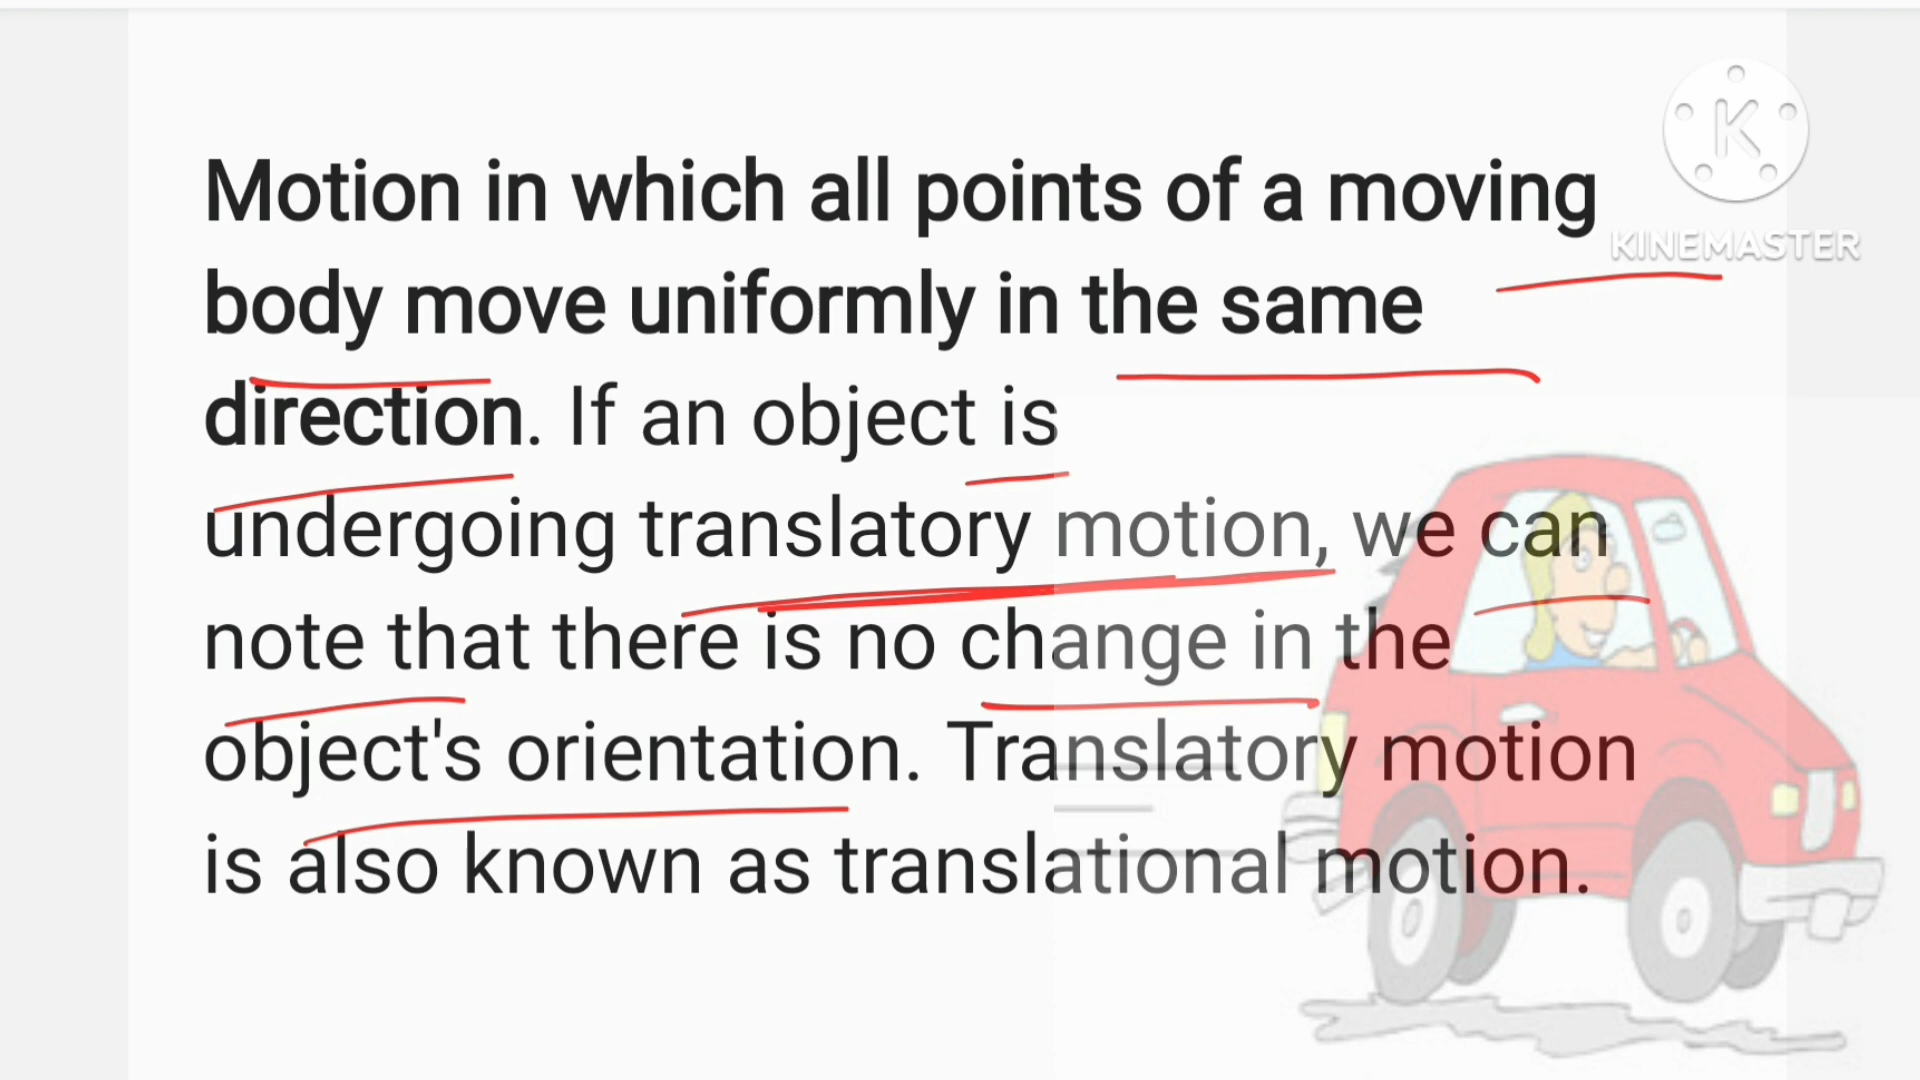 Motion in which all points of a moving
body move uniformly in the same
direction. If an object is
undergoing translatory motion, we can
note that there is no change in the
object's orientation. Translatory motion
is also known as translational motion.
K
KINEMASTER